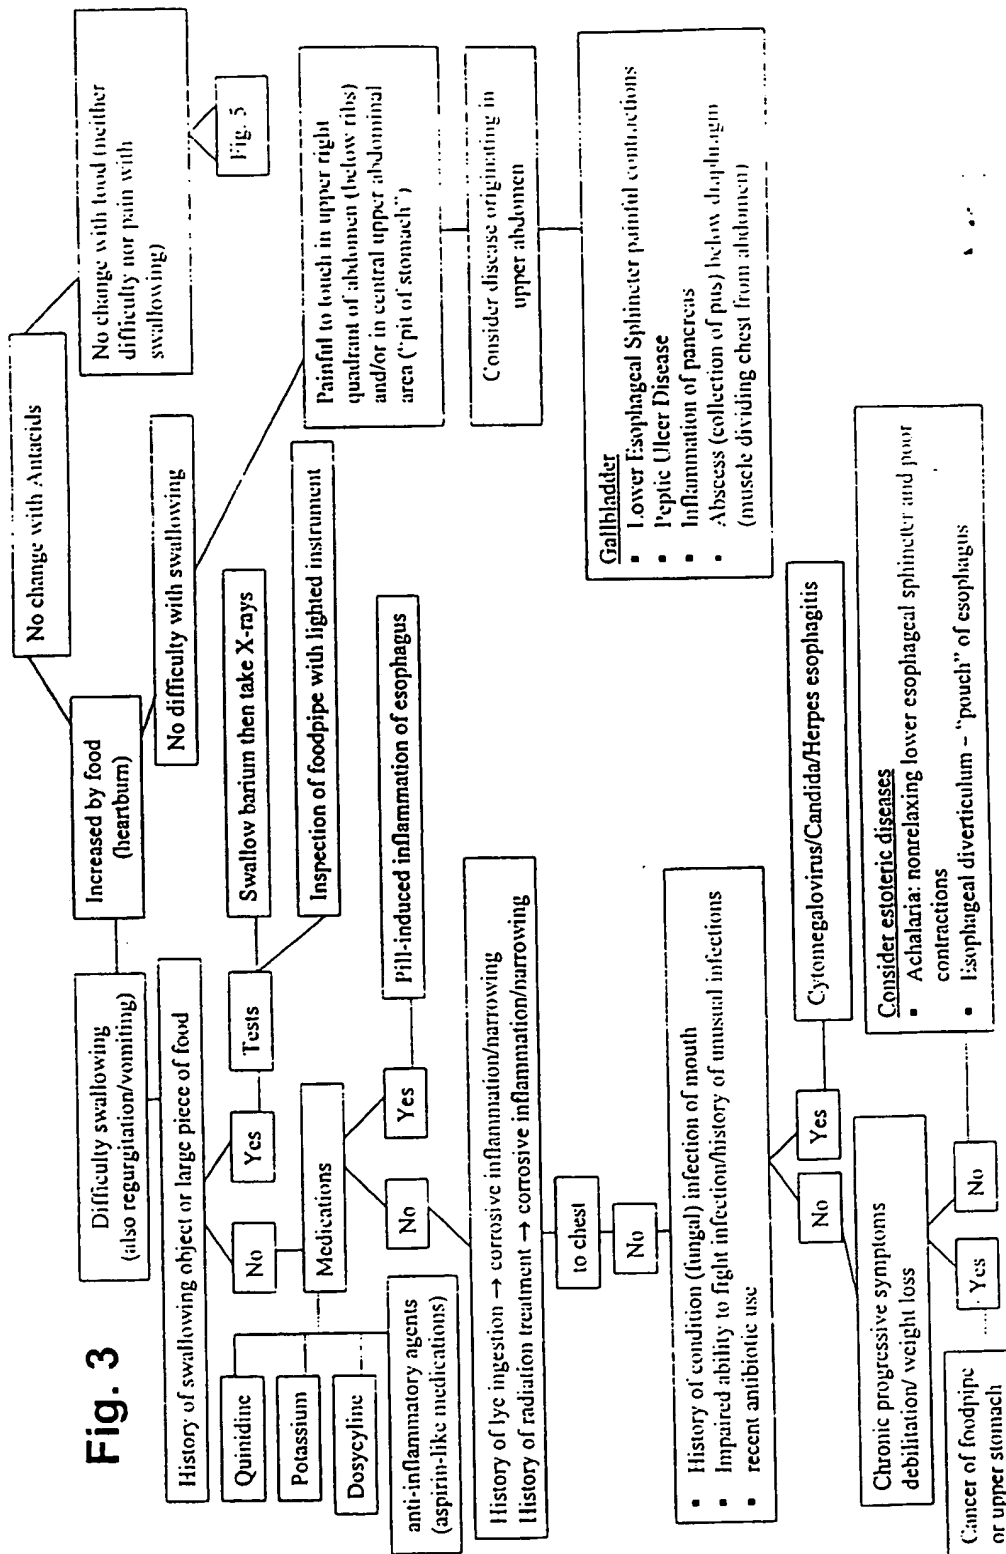 Fig. 3
No change with Antacids
Increased by food
(heartburn)
No change with food (neither
difficulty nor pain with
swallowing)
Fig. 5
Difficulty swallowing
(also regurgitation/vomiting)
No difficulty with swallowing
History of swallowing object or large piece of food
No
Yes
Tests
Swallow barium then take X-rays
Inspection of foodpipe with lighted instrument
Painful to touch in upper right
quadrant of abdomen (below ribs)
and/or in central upper abdominal
area ("pit of stomach")
Consider disease originating in
upper abdomen
Gallbladder
▪ Lower Esophageal Sphincter painful contractions
▪ Peptic Ulcer Disease
▪ Inflammation of pancreas
▪ Abscess (collection of pus) below diaphragm
(muscle dividing chest from abdomen)
Medications
Quinidine
Potassium
Dosycyline
anti-inflammatory agents
(aspirin-like medications)
No
Yes
Pill-induced inflammation of esophagus
History of lye ingestion → corrosive inflammation/narrowing
History of radiation treatment → corrosive inflammation/narrowing
to chest
No
▪ History of condition (fungal) infection of mouth
▪ Impaired ability to fight infection/history of unusual infections
▪ recent antibiotic use
No
Yes
Cytomegalovirus/Candida/Herpes esophagitis
Chronic progressive symptoms
debilitation/ weight loss
Yes
No
Cancer of foodpipe
or upper stomach
Consider estoteric diseases
▪ Achalaria: nonrelaxing lower esophageal sphincter and poor
contractions
▪ Esophageal diverticulum – "pouch" of esophagus